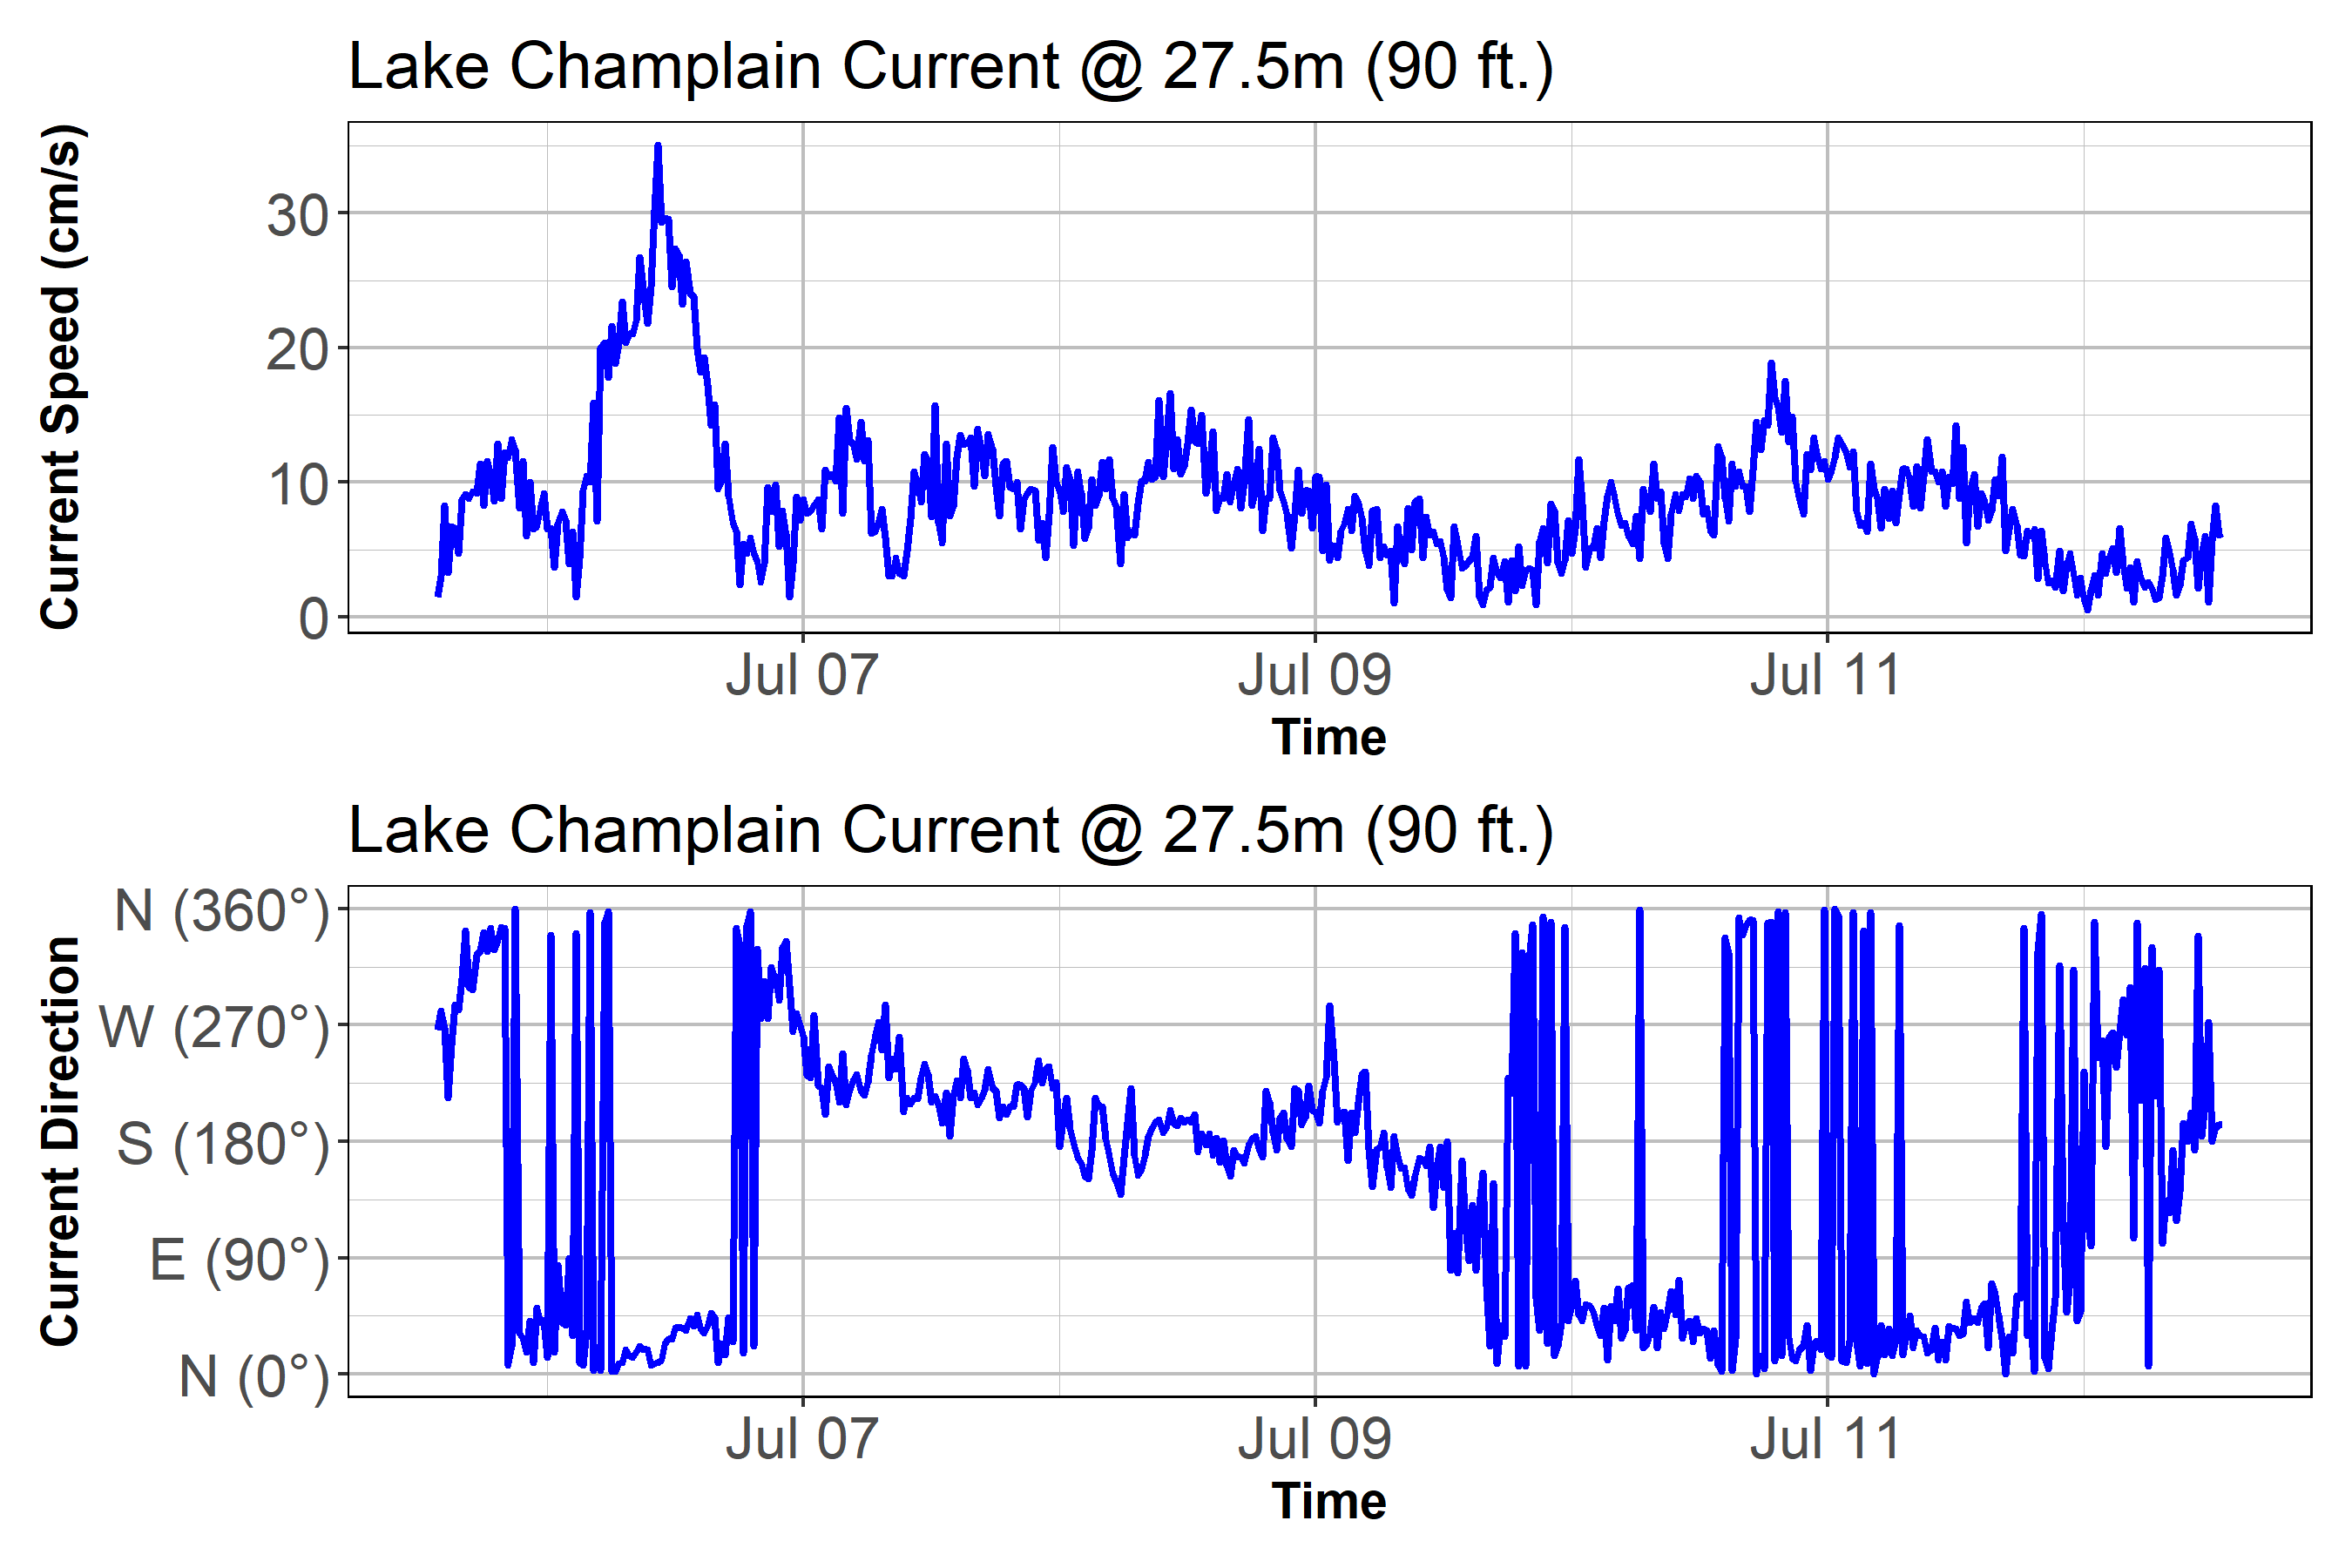 Lake Champlain Current @ 27.5m (90 ft.)
Current Speed (cm/s)
30
20
10
0
Jul 07 Jul 09 Jul 11
Time
Lake Champlain Current @ 27.5m (90 ft.)
Current Direction
N (360°)
W (270°)
S (180°)
E (90°)
N (0°)
Jul 07 Jul 09 Jul 11
Time